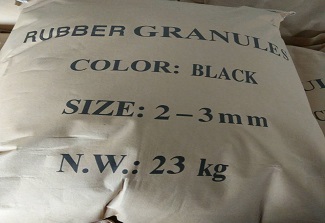 RUBBER GRANULES
COLOR: BLACK
SIZE: 2-3mm
N.W.: 23 kg